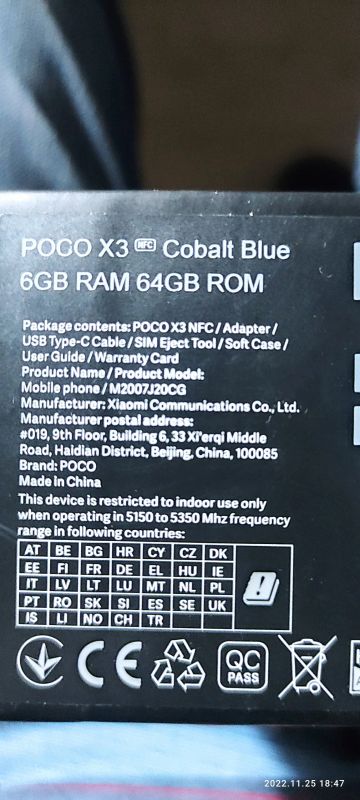 POCO X3 NFC Cobalt Blue
6GB RAM 64GB ROM
Package contents: POCO X3 NFC / Adapter /
USB Type-C Cable / SIM Eject Tool / Soft Case /
User Guide / Warranty Card
Product Name / Product Model:
Mobile phone / M2007J20CG
Manufacturer: Xiaomi Communications Co., Ltd.
Manufacturer postal address:
#019, 9th Floor, Building 6, 33 Xi'erqi Middle
Road, Haidian District, Beijing, China, 100085
Brand: POCO
Made in China
This device is restricted to indoor use only
when operating in 5150 to 5350 Mhz frequency
range in following countries:
AT BE BG HR CY CZ DK
EE FI FR DE EL HU IE
IT LV LT LU MT NL PL
PT RO SK SI ES SE UK
IS LI NO CH TR
CE
QC
PASS
2022.11.25 18:47